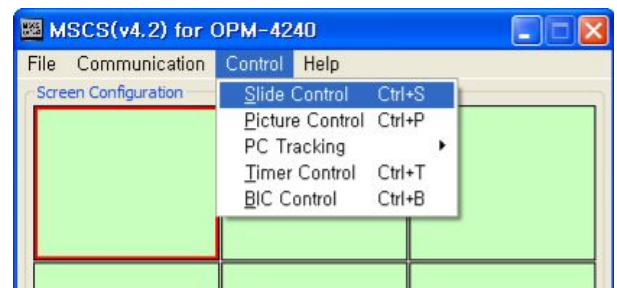 MSCS(v4.2) for OPM-4240
File Communication Control Help
Screen Configuration
Slide Control Ctrl+S
Picture Control Ctrl+P
PC Tracking
Timer Control Ctrl+T
BIC Control Ctrl+B